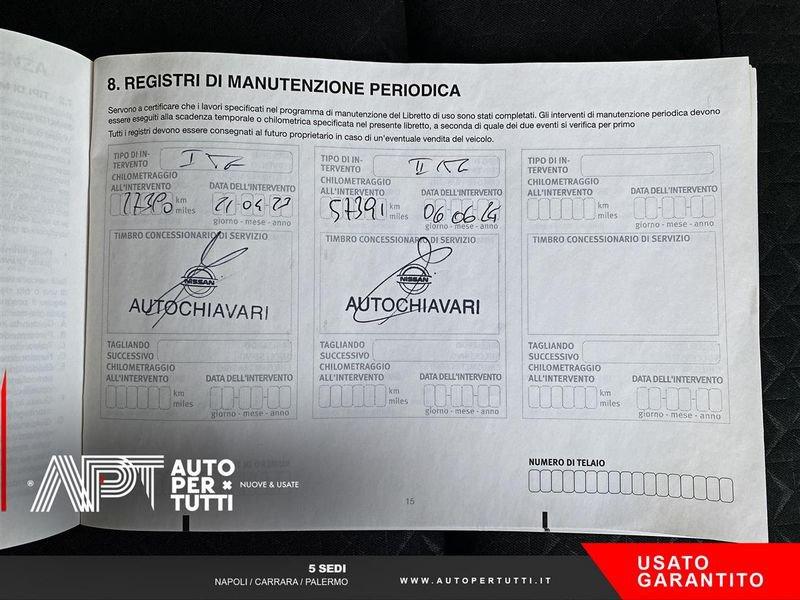 8. REGISTRI DI MANUTENZIONE PERIODICA
Servono a certificare che i lavori specificati nel programma di manutenzione del Libretto di uso sono stati completati. Gli interventi di manutenzione periodica devono
essere eseguiti alla scadenza temporale o chilometrica specificata nel presente libretto, a seconda di quale dei due eventi si verifica per primo
Tutti i registri devono essere consegnati al futuro proprietario in caso di un'eventuale vendita del veicolo.
TIPO DI IN-
TERVENTO
I
CHILOMETRAGGIO
ALL'INTERVENTO
DATA DELL'INTERVENTO
27380
km
miles
21 04 23
giorno - mese - anno
TIMBRO CONCESSIONARIO DI SERVIZIO
NISSAN
AUTOCHIAVARI
TAGLIANDO
SUCCESSIVO
CHILOMETRAGGIO
ALL'INTERVENTO
DATA DELL'INTERVENTO
km
miles
giorno - mese - anno
TIPO DI IN-
TERVENTO
II
CHILOMETRAGGIO
ALL'INTERVENTO
DATA DELL'INTERVENTO
57391
km
miles
06 06 24
giorno - mese - anno
TIMBRO CONCESSIONARIO DI SERVIZIO
NISSAN
AUTOCHIAVARI
TAGLIANDO
SUCCESSIVO
CHILOMETRAGGIO
ALL'INTERVENTO
DATA DELL'INTERVENTO
km
miles
giorno - mese - anno
TIPO DI IN-
TERVENTO
CHILOMETRAGGIO
ALL'INTERVENTO
DATA DELL'INTERVENTO
km
miles
giorno - mese - anno
TIMBRO CONCESSIONARIO DI SERVIZIO
TAGLIANDO
SUCCESSIVO
CHILOMETRAGGIO
ALL'INTERVENTO
DATA DELL'INTERVENTO
km
miles
giorno - mese - anno
NUMERO DI TELAIO
15
® APT
AUTO
PER
TUTTI
NUOVE & USATE
5 SEDI
NAPOLI / CARRARA / PALERMO
WWW.AUTOPERTUTTI.IT
USATO
GARANTITO